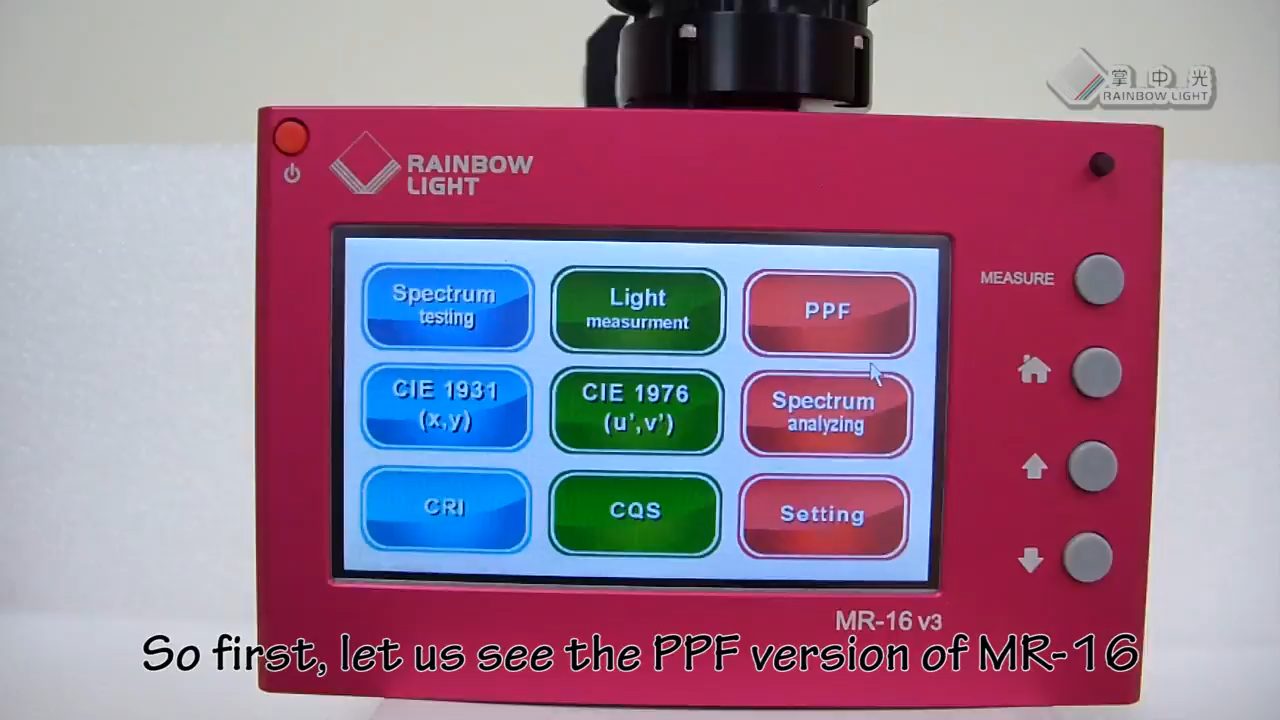 掌中光
RAINBOW LIGHT
RAINBOW
LIGHT
MEASURE
Spectrum
testing
Light
measurment
PPF
CIE 1931
(x,y)
CIE 1976
(u',v')
Spectrum
analyzing
CRI
CQS
Setting
MR-16 v3
So first, let us see the PPF version of MR-16